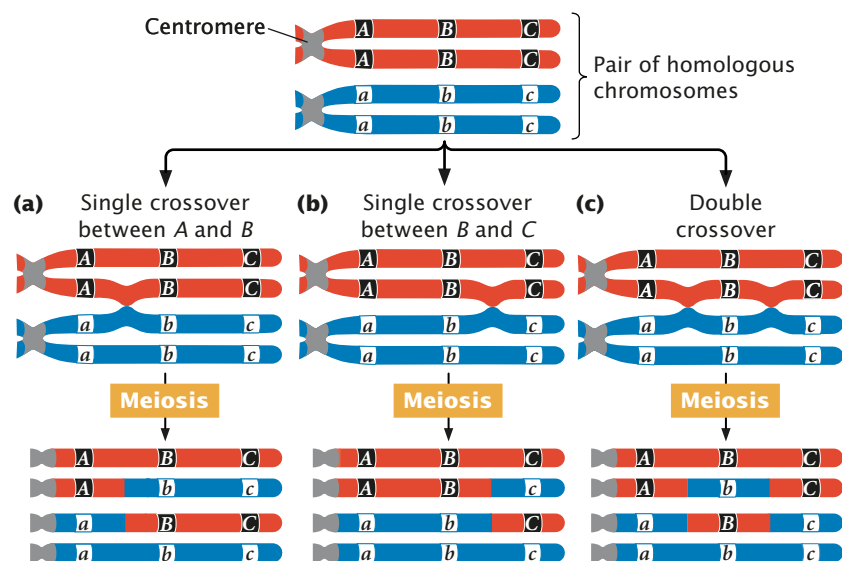 Centromere
A B C
A B C
a b c
a b c
Pair of homologous
chromosomes
(a) Single crossover
between A and B
(b) Single crossover
between B and C
(c) Double
crossover
A B C
A B C
a b c
a b c
A B C
A B C
a b c
a b c
A B C
A B C
a b c
a b c
Meiosis
Meiosis
Meiosis
A B C
A b c
a B C
a b c
A B C
A B c
a b C
a b c
A B C
A b C
a B c
a b c